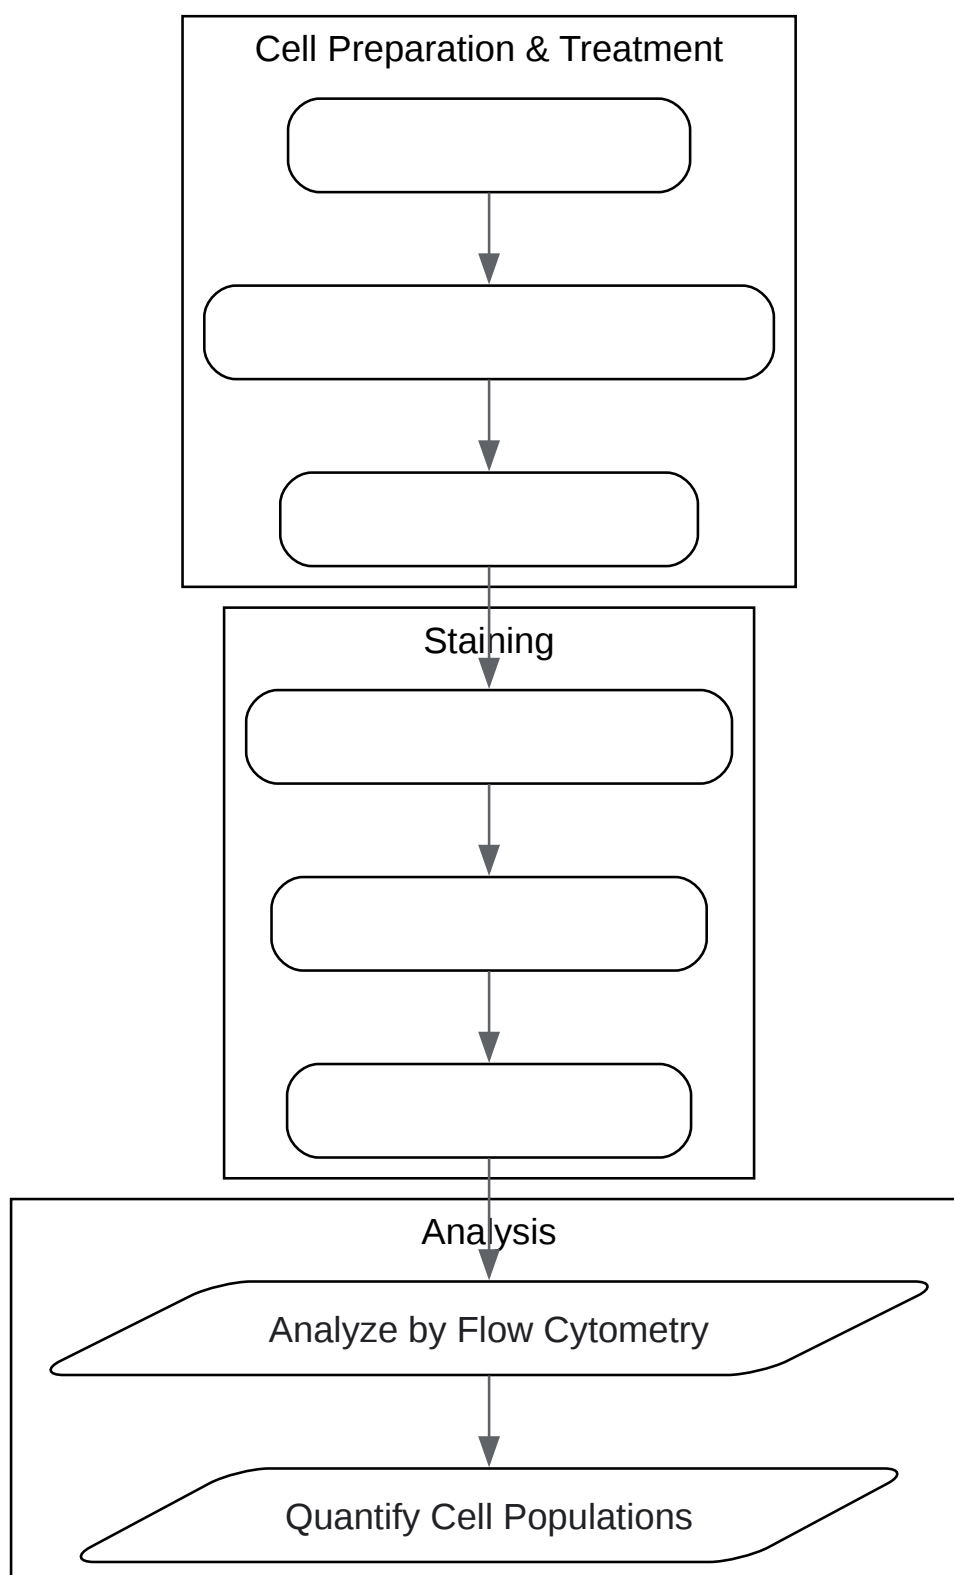 Cell Preparation & Treatment
Staining
Analysis
Analyze by Flow Cytometry
Quantify Cell Populations